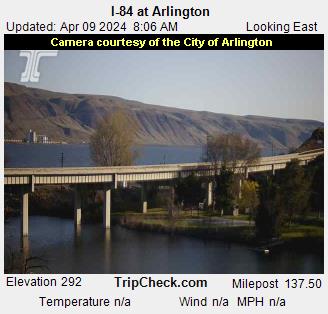 I-84 at Arlington
Updated: Apr 09 2024 8:06 AM Looking East
Camera courtesy of the City of Arlington
Elevation 292 TripCheck.com Milepost 137.50
Temperature n/a Wind n/a MPH n/a